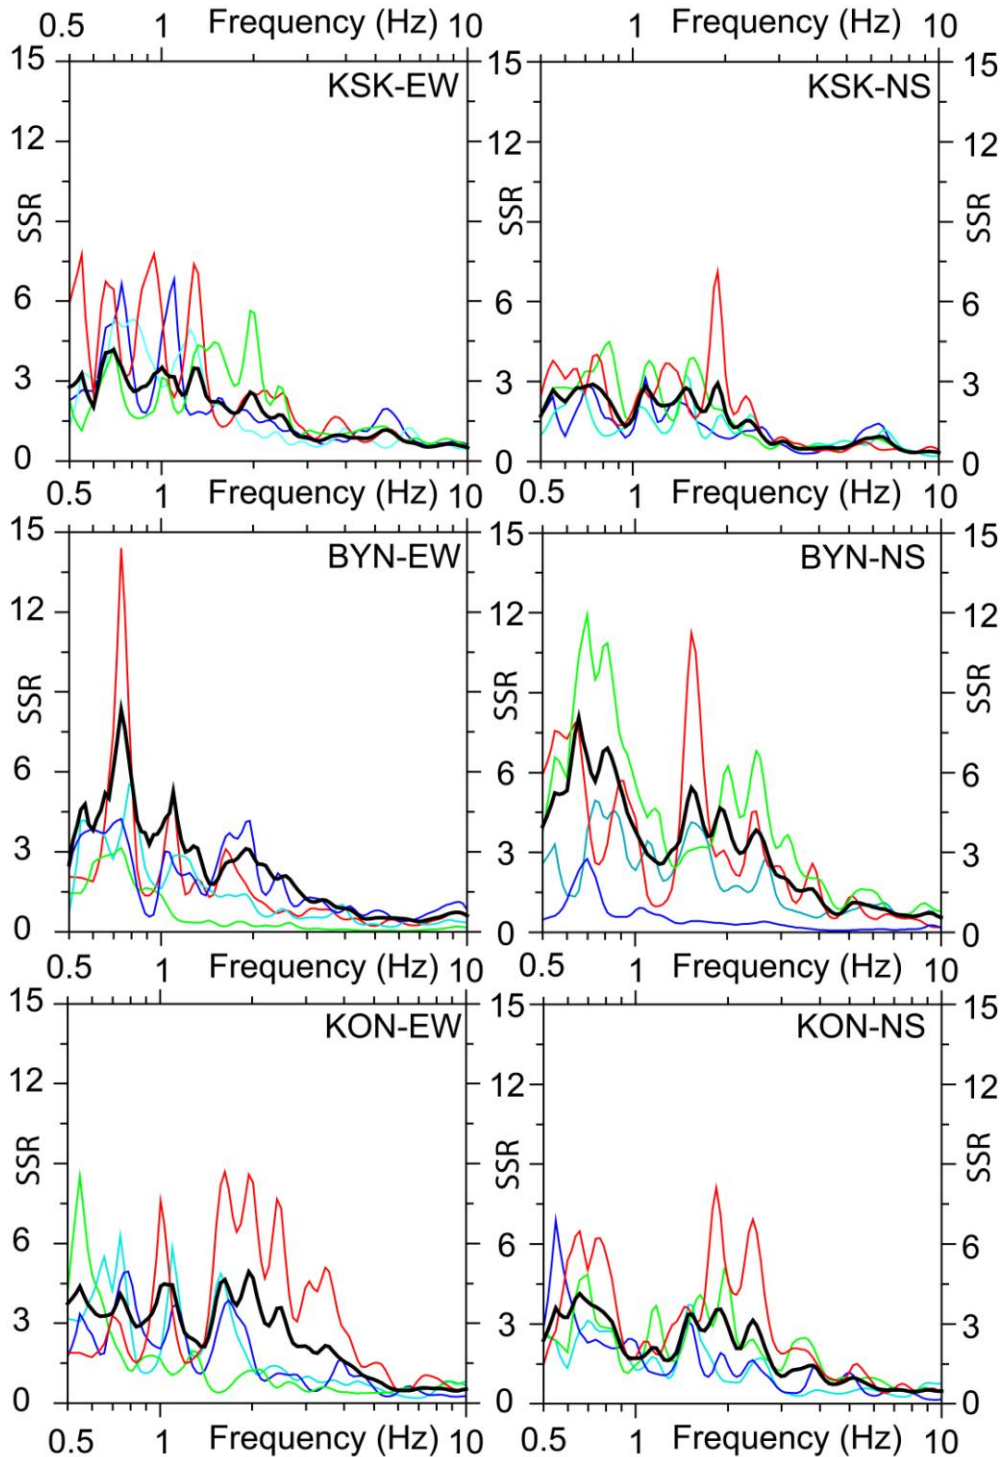 0.5 1 Frequency (Hz) 10 1 Frequency (Hz) 10
15 15 15
KSK-EW KSK-NS
12 12 12
SSR SSR SSR
6 6 6
3 3 3
0 0 0
0.5 1 Frequency (Hz) 10 0.5 1 Frequency (Hz) 10
15 15 15
BYN-EW BYN-NS
12 12 12
SSR SSR SSR
6 6 6
3 3 3
0 0 0
0.5 1 Frequency (Hz) 10 0.5 1 Frequency (Hz) 10
15 15 15
KON-EW KON-NS
12 12 12
SSR SSR SSR
6 6 6
3 3 3
0 0 0
0.5 1 Frequency (Hz) 10 0.5 1 Frequency (Hz) 10